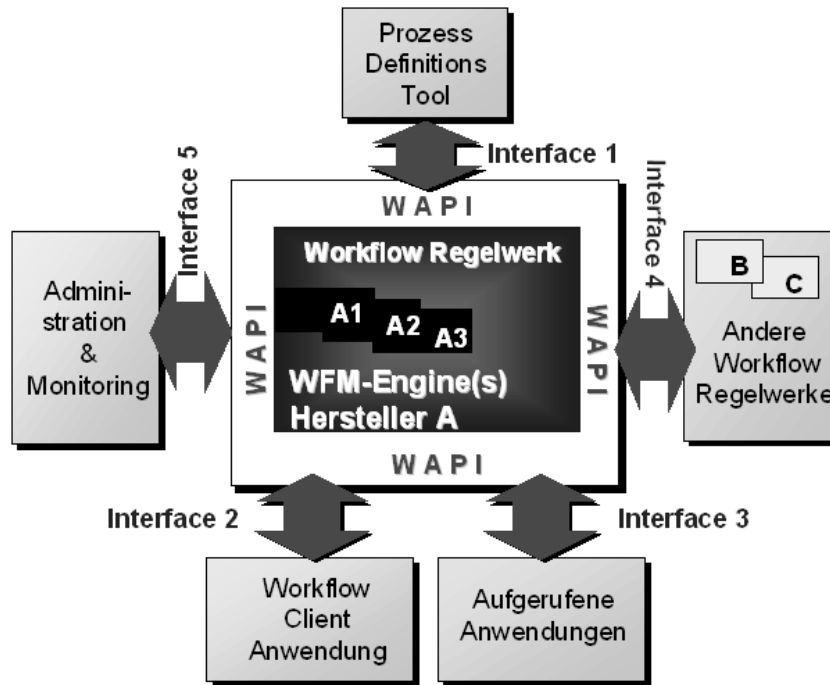 Prozess
Definitions
Tool
Interface 1
Interface 5
Interface 4
WAPI
Workflow Regelwerk
A1
A2
A3
WFM-Engine(s)
Hersteller A
WAPI
WAPI
WAPI
Admini-
stration
&
Monitoring
B
C
Andere
Workflow
Regelwerke
Interface 2
Interface 3
Workflow
Client
Anwendung
Aufgerufene
Anwendungen